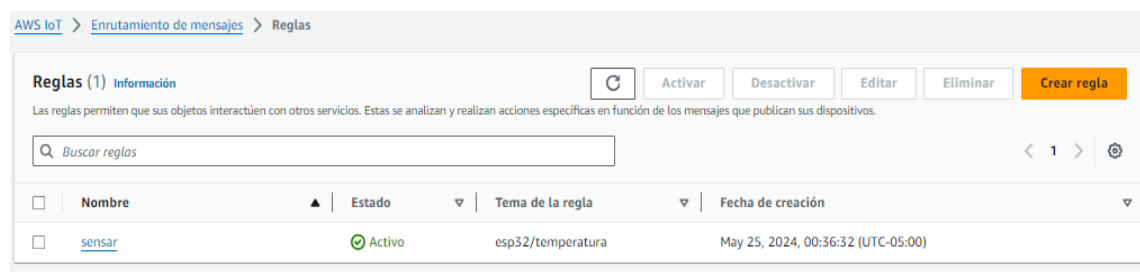 AWS IoT > Enrutamiento de mensajes > Reglas
Reglas (1) Información
Activar Desactivar Editar Eliminar Crear regla
Las reglas permiten que sus objetos interactúen con otros servicios. Estas se analizan y realizan acciones específicas en función de los mensajes que publican sus dispositivos.
Buscar reglas
< 1 >
Nombre Estado Tema de la regla Fecha de creación
sensar Activo esp32/temperatura May 25, 2024, 00:36:32 (UTC-05:00)